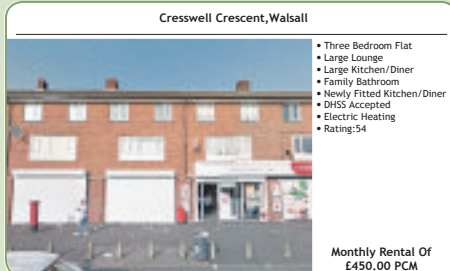 Cresswell Crescent,Walsall
• Three Bedroom Flat
• Large Lounge
• Large Kitchen/Diner
• Family Bathroom
• Newly Fitted Kitchen/Diner
• DHSS Accepted
• Electric Heating
• Rating:54
Monthly Rental Of
£450.00 PCM